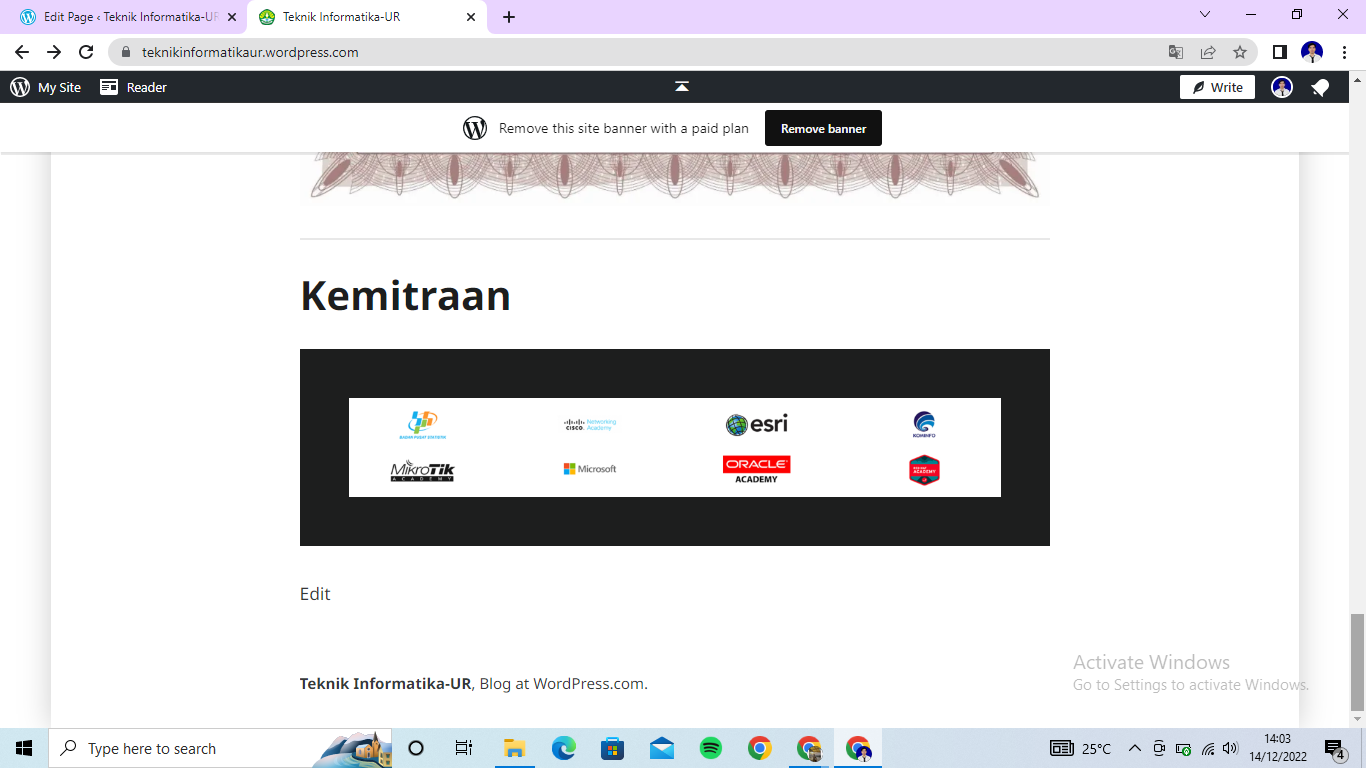 Edit Page ‹ Teknik Informatika-UR
Teknik Informatika-UR
teknikinformatikaur.wordpress.com
My Site
Reader
Write
Remove this site banner with a paid plan
Remove banner
Kemitraan
BADAN PUSAT STATISTIK
CISCO. Networking Academy
esri
KOMINFO
MikroTik
ACADEMY
Microsoft
ORACLE
ACADEMY
ACADEMY
Edit
Teknik Informatika-UR, Blog at WordPress.com.
Activate Windows
Go to Settings to activate Windows.
Type here to search
25°C
14:03
14/12/2022
4